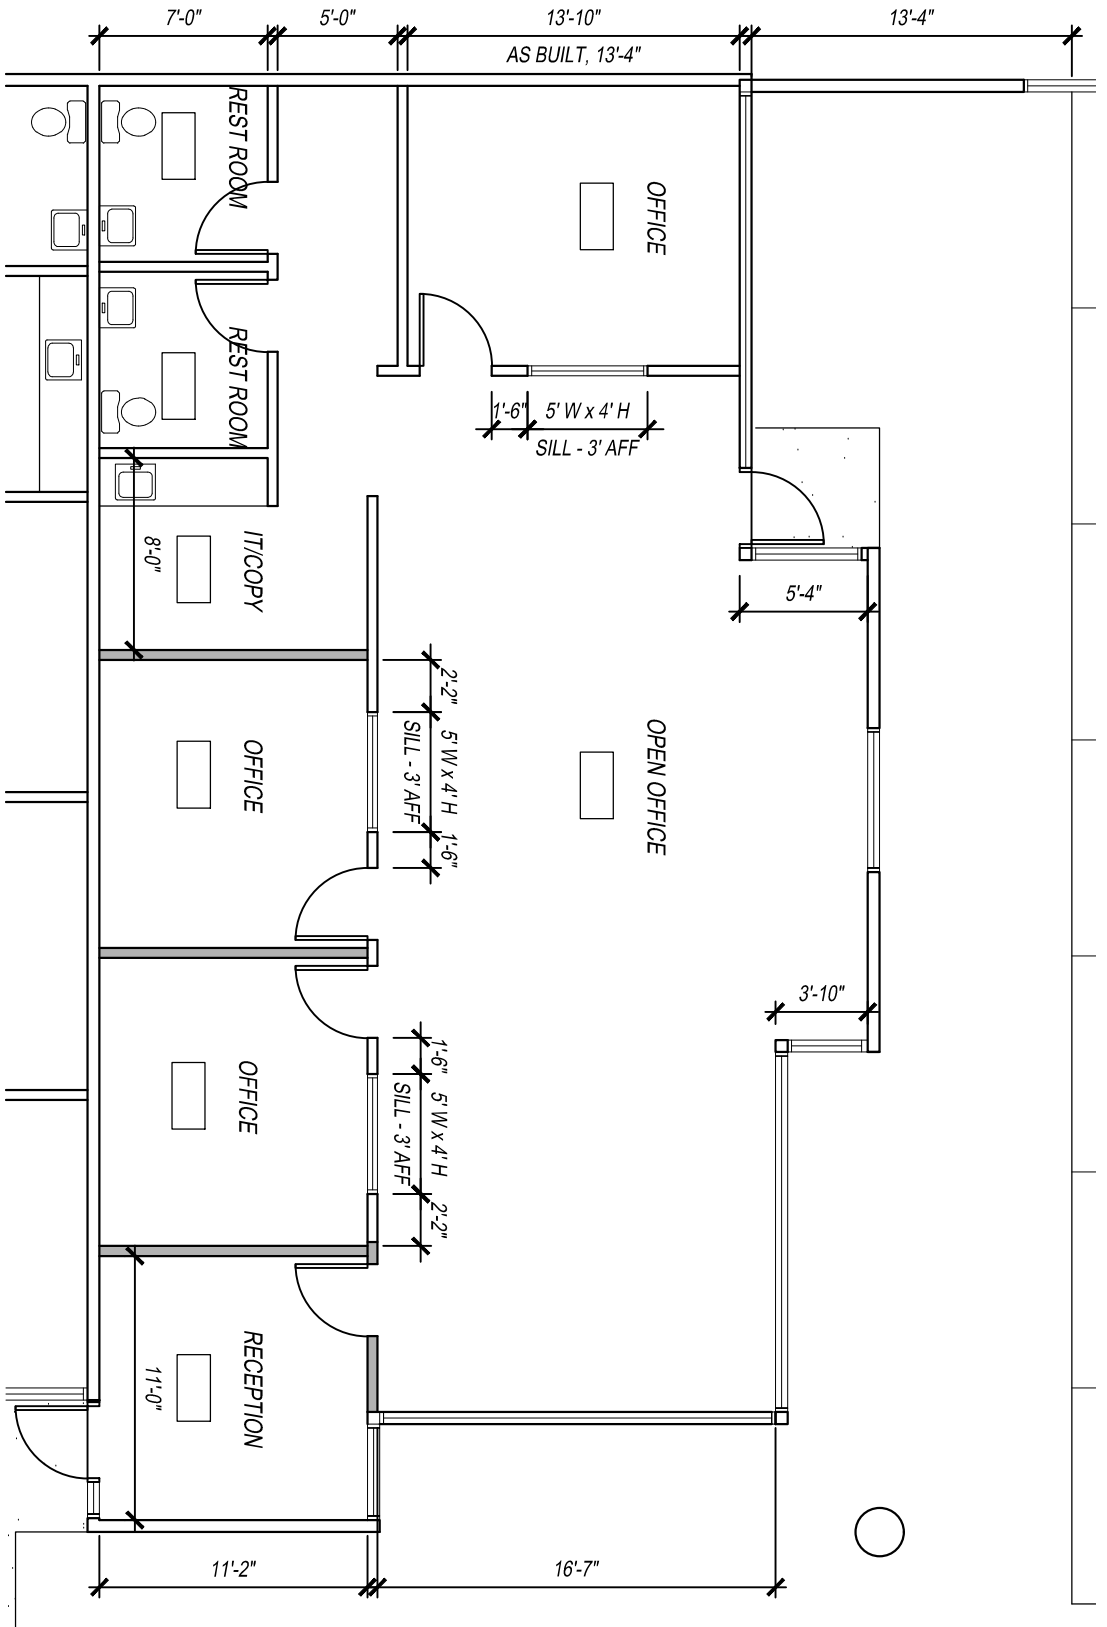 7'-0"
5'-0"
13'-10"
13'-4"
AS BUILT, 13'-4"
REST ROOM
OFFICE
REST ROOM
1'-6"
5' W x 4' H
SILL - 3' AFF
IT/COPY
8'-0"
5'-4"
2'-2"
5' W x 4' H
SILL - 3' AFF
1'-6"
OFFICE
OPEN OFFICE
3'-10"
1'-6"
5' W x 4' H
SILL - 3' AFF
2'-2"
OFFICE
RECEPTION
11'-0"
11'-2"
16'-7"